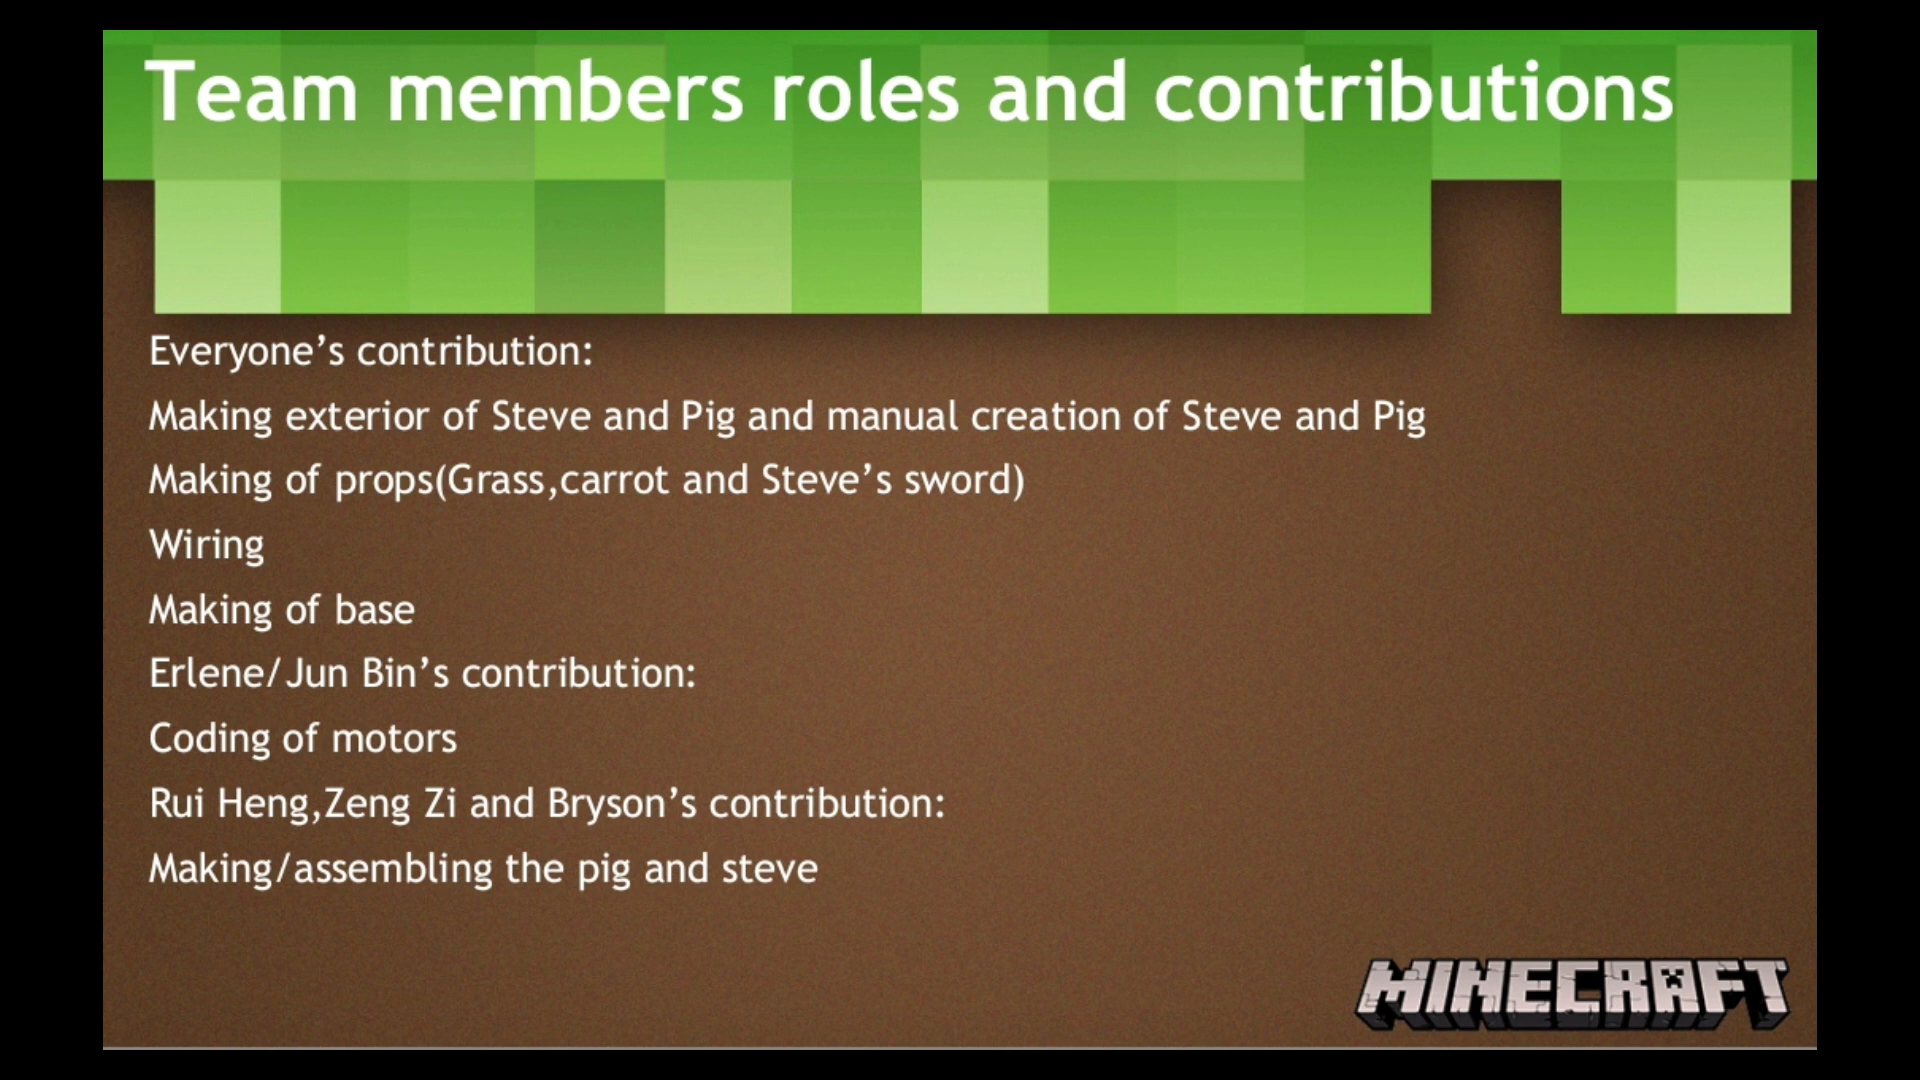 Team members roles and contributions
Everyone’s contribution:
Making exterior of Steve and Pig and manual creation of Steve and Pig
Making of props(Grass,carrot and Steve’s sword)
Wiring
Making of base
Erlene/Jun Bin’s contribution:
Coding of motors
Rui Heng,Zeng Zi and Bryson’s contribution:
Making/assembling the pig and steve
MINECRAFT